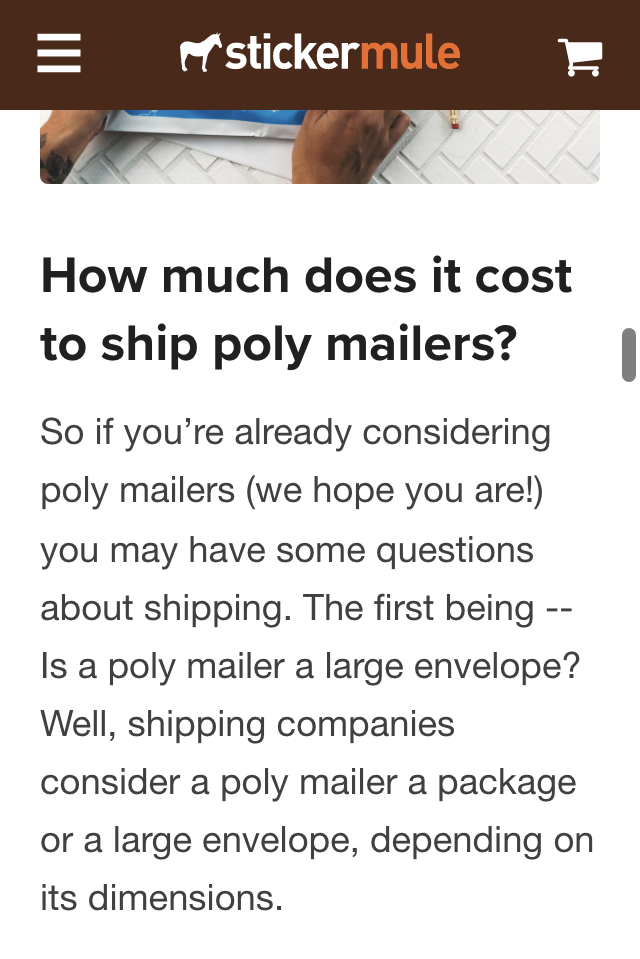 stickermule
How much does it cost
to ship poly mailers?
So if you’re already considering
poly mailers (we hope you are!)
you may have some questions
about shipping. The first being --
Is a poly mailer a large envelope?
Well, shipping companies
consider a poly mailer a package
or a large envelope, depending on
its dimensions.